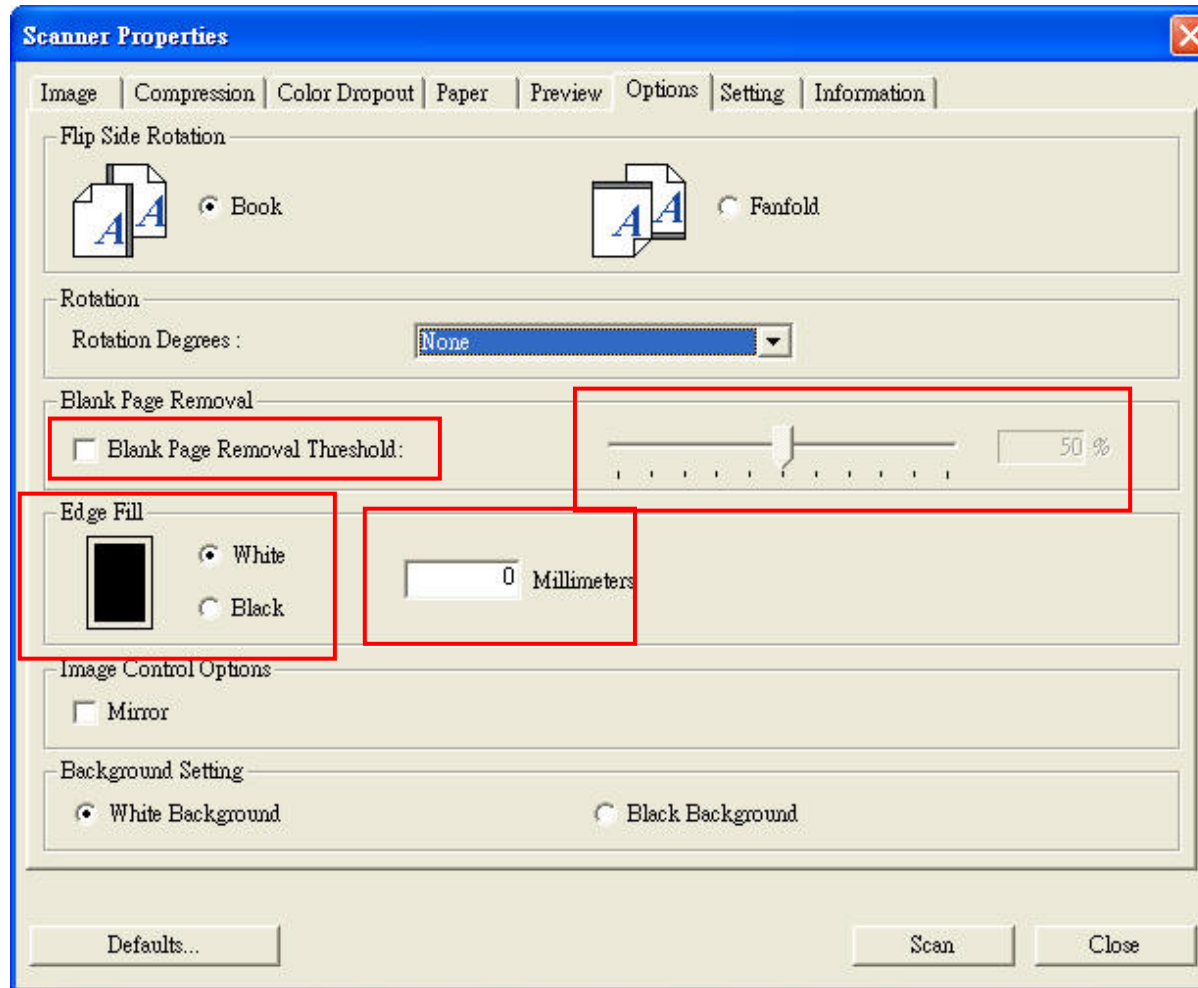 Scanner Properties
Image Compression Color Dropout Paper Preview Options Setting Information
Flip Side Rotation
A A Book A A Fanfold
Rotation
Rotation Degrees : None
Blank Page Removal
Blank Page Removal Threshold: 50 %
Edge Fill
White
0 Millimeters
Black
Image Control Options
Mirror
Background Setting
White Background Black Background
Defaults... Scan Close